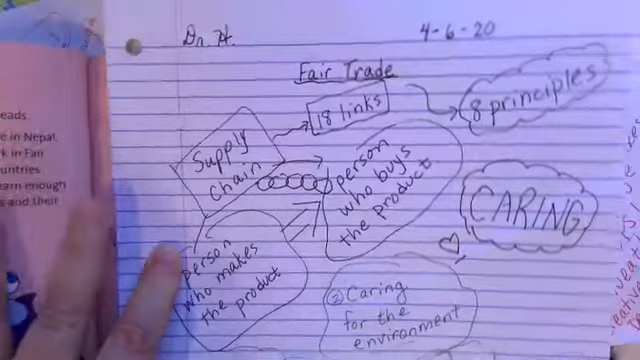 Dr. H.
4-6-20
Fair Trade
18 links
8 principles
Supply
Chain
person
who buys
the product
CARING
person
who makes
the product
② Caring
for the
environment
eads
e in Nepal.
k in Fair
untries
earn enough
s and their